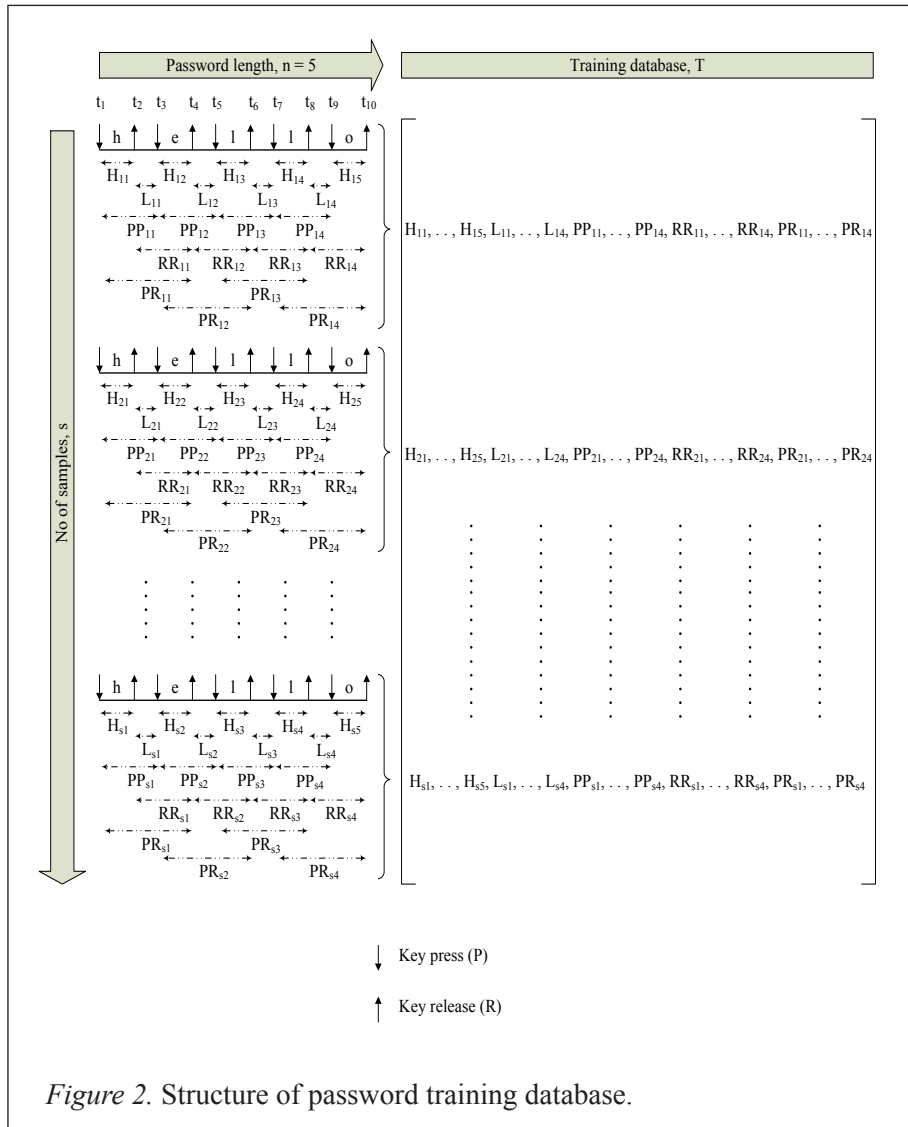 Password length, n = 5
Training database, T
t1 t2 t3 t4 t5 t6 t7 t8 t9 t10
No of samples, s
h e l l o
H11 H12 H13 H14 H15
L11 L12 L13 L14
PP11 PP12 PP13 PP14
RR11 RR12 RR13 RR14
PR11 PR13
PR12 PR14
H11, . . , H15, L11, . . , L14, PP11, . . , PP14, RR11, . . , RR14, PR11, . . , PR14
h e l l o
H21 H22 H23 H24 H25
L21 L22 L23 L24
PP21 PP22 PP23 PP24
RR21 RR22 RR23 RR24
PR21 PR23
PR22 PR24
H21, . . , H25, L21, . . , L24, PP21, . . , PP24, RR21, . . , RR24, PR21, . . , PR24
h e l l o
Hs1 Hs2 Hs3 Hs4 Hs5
Ls1 Ls2 Ls3 Ls4
PPs1 PPs2 PPs3 PPs4
RRs1 RRs2 RRs3 RRs4
PRs1 PRs3
PRs2 PRs4
Hs1, . . , Hs5, Ls1, . . , Ls4, PPs1, . . , PPs4, RRs1, . . , RRs4, PRs1, . . , PRs4
Key press (P)
Key release (R)
Figure 2. Structure of password training database.